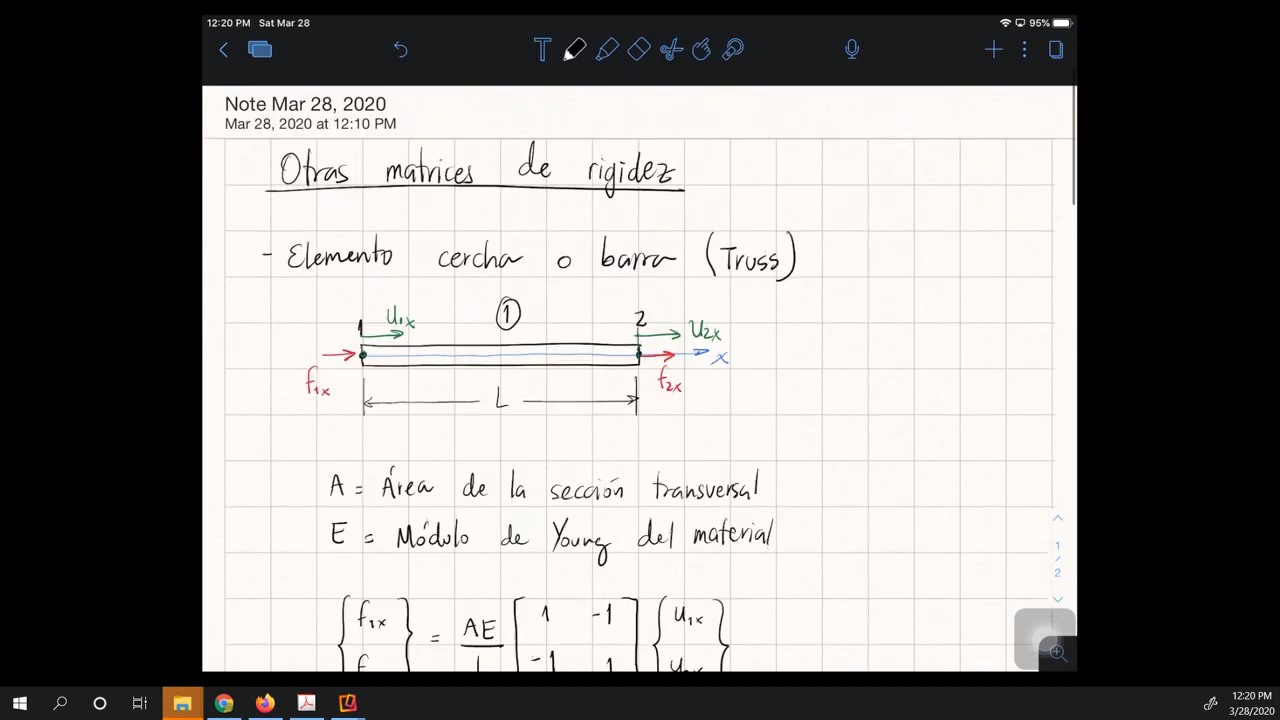 12:20 PM Sat Mar 28 95%
T
Note Mar 28, 2020
Mar 28, 2020 at 12:10 PM
Otras matrices de rigidez
- Elemento cercha o barra (Truss)
1 u1x ① 2 u2x
f1x f2x x
L
A = Área de la sección transversal
E = Módulo de Young del material
1
/
2
{ f1x } = AE [ 1 -1 ] { u1x }
-1 1
12:20 PM
3/28/2020